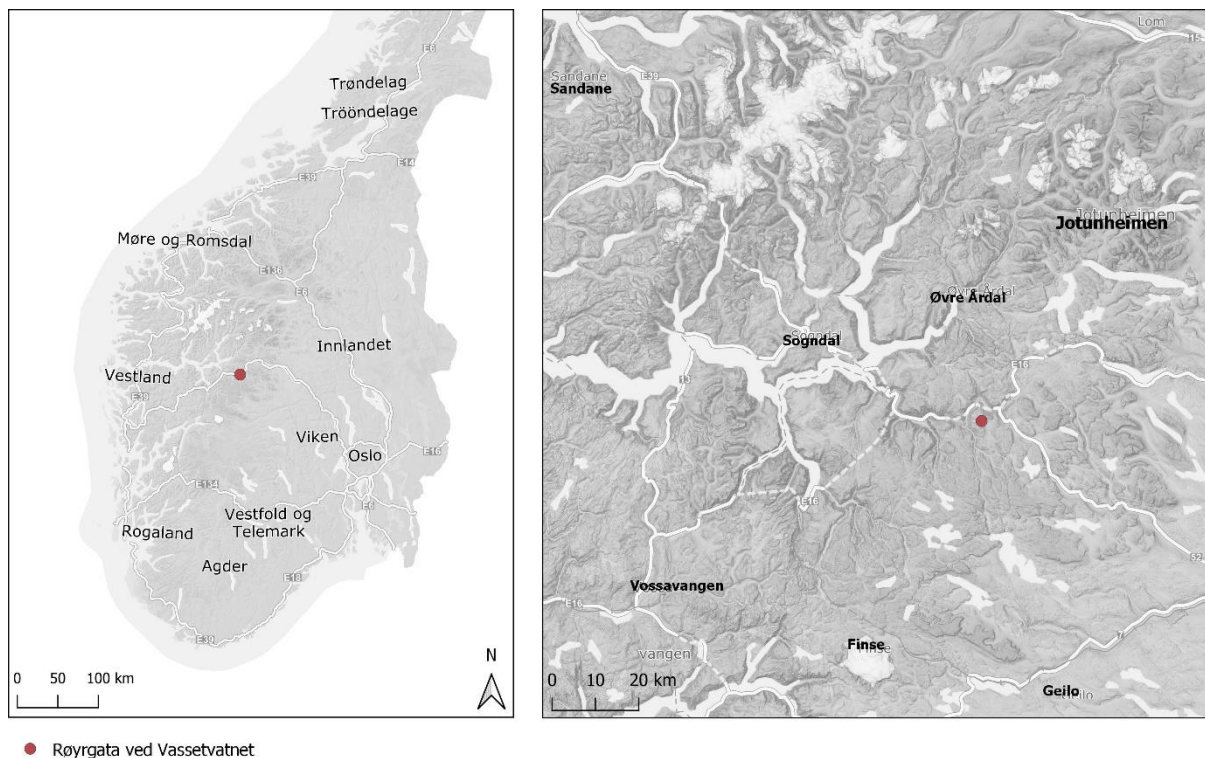 E6
Trøndelag
Trööndelage
E14
E39
Møre og Romsdal
E136
E6
Innlandet
Vestland
E39
Viken
Oslo
E16
E134
E6
Vestfold og
Telemark
Rogaland
Agder
E18
E39
0 50 100 km
N
Lom
15
Sandane
E39
Sandane
Jotunheimen
Jotunheimen
Øvre Årdal
Øvre Årdal
Sogndal
Sogndal
13
E16
E16
52
Vossavangen
E16
Finse
Finse
vangen
7
Geilo
Geilo
0 10 20 km
Røyrgata ved Vassetvatnet